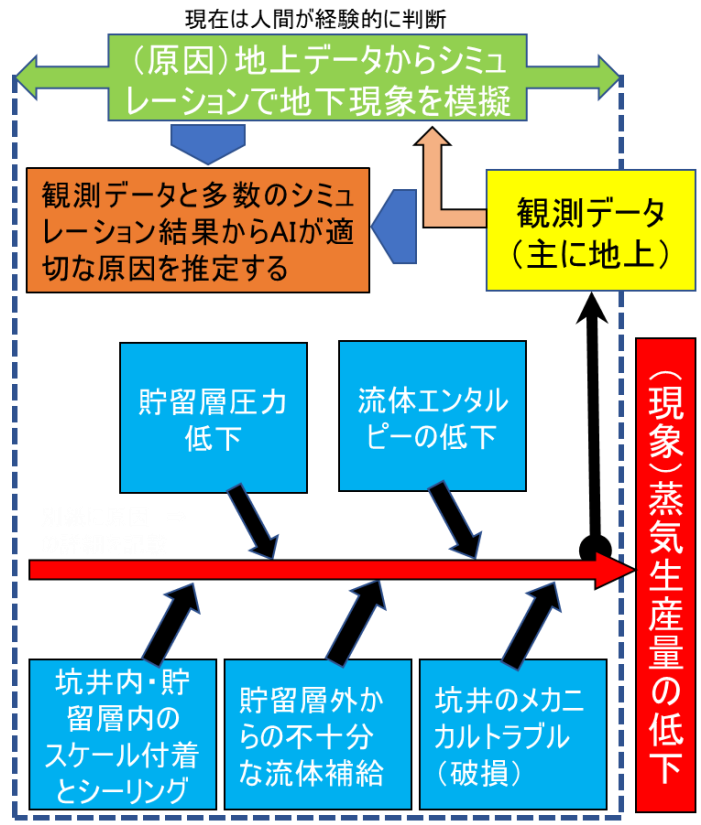 現在は人間が経験的に判断
（原因）地上データからシミュ
レーションで地下現象を模擬
観測データと多数のシミュ
レーション結果からAIが適
切な原因を推定する
観測データ
（主に地上）
貯留層圧力
低下
流体エンタル
ピーの低下
（現象）蒸気生産量の低下
坑井内・貯
留層内の
スケール付着
とシーリング
貯留層外か
らの不十分
な流体補給
坑井のメカニ
カルトラブル
（破損）